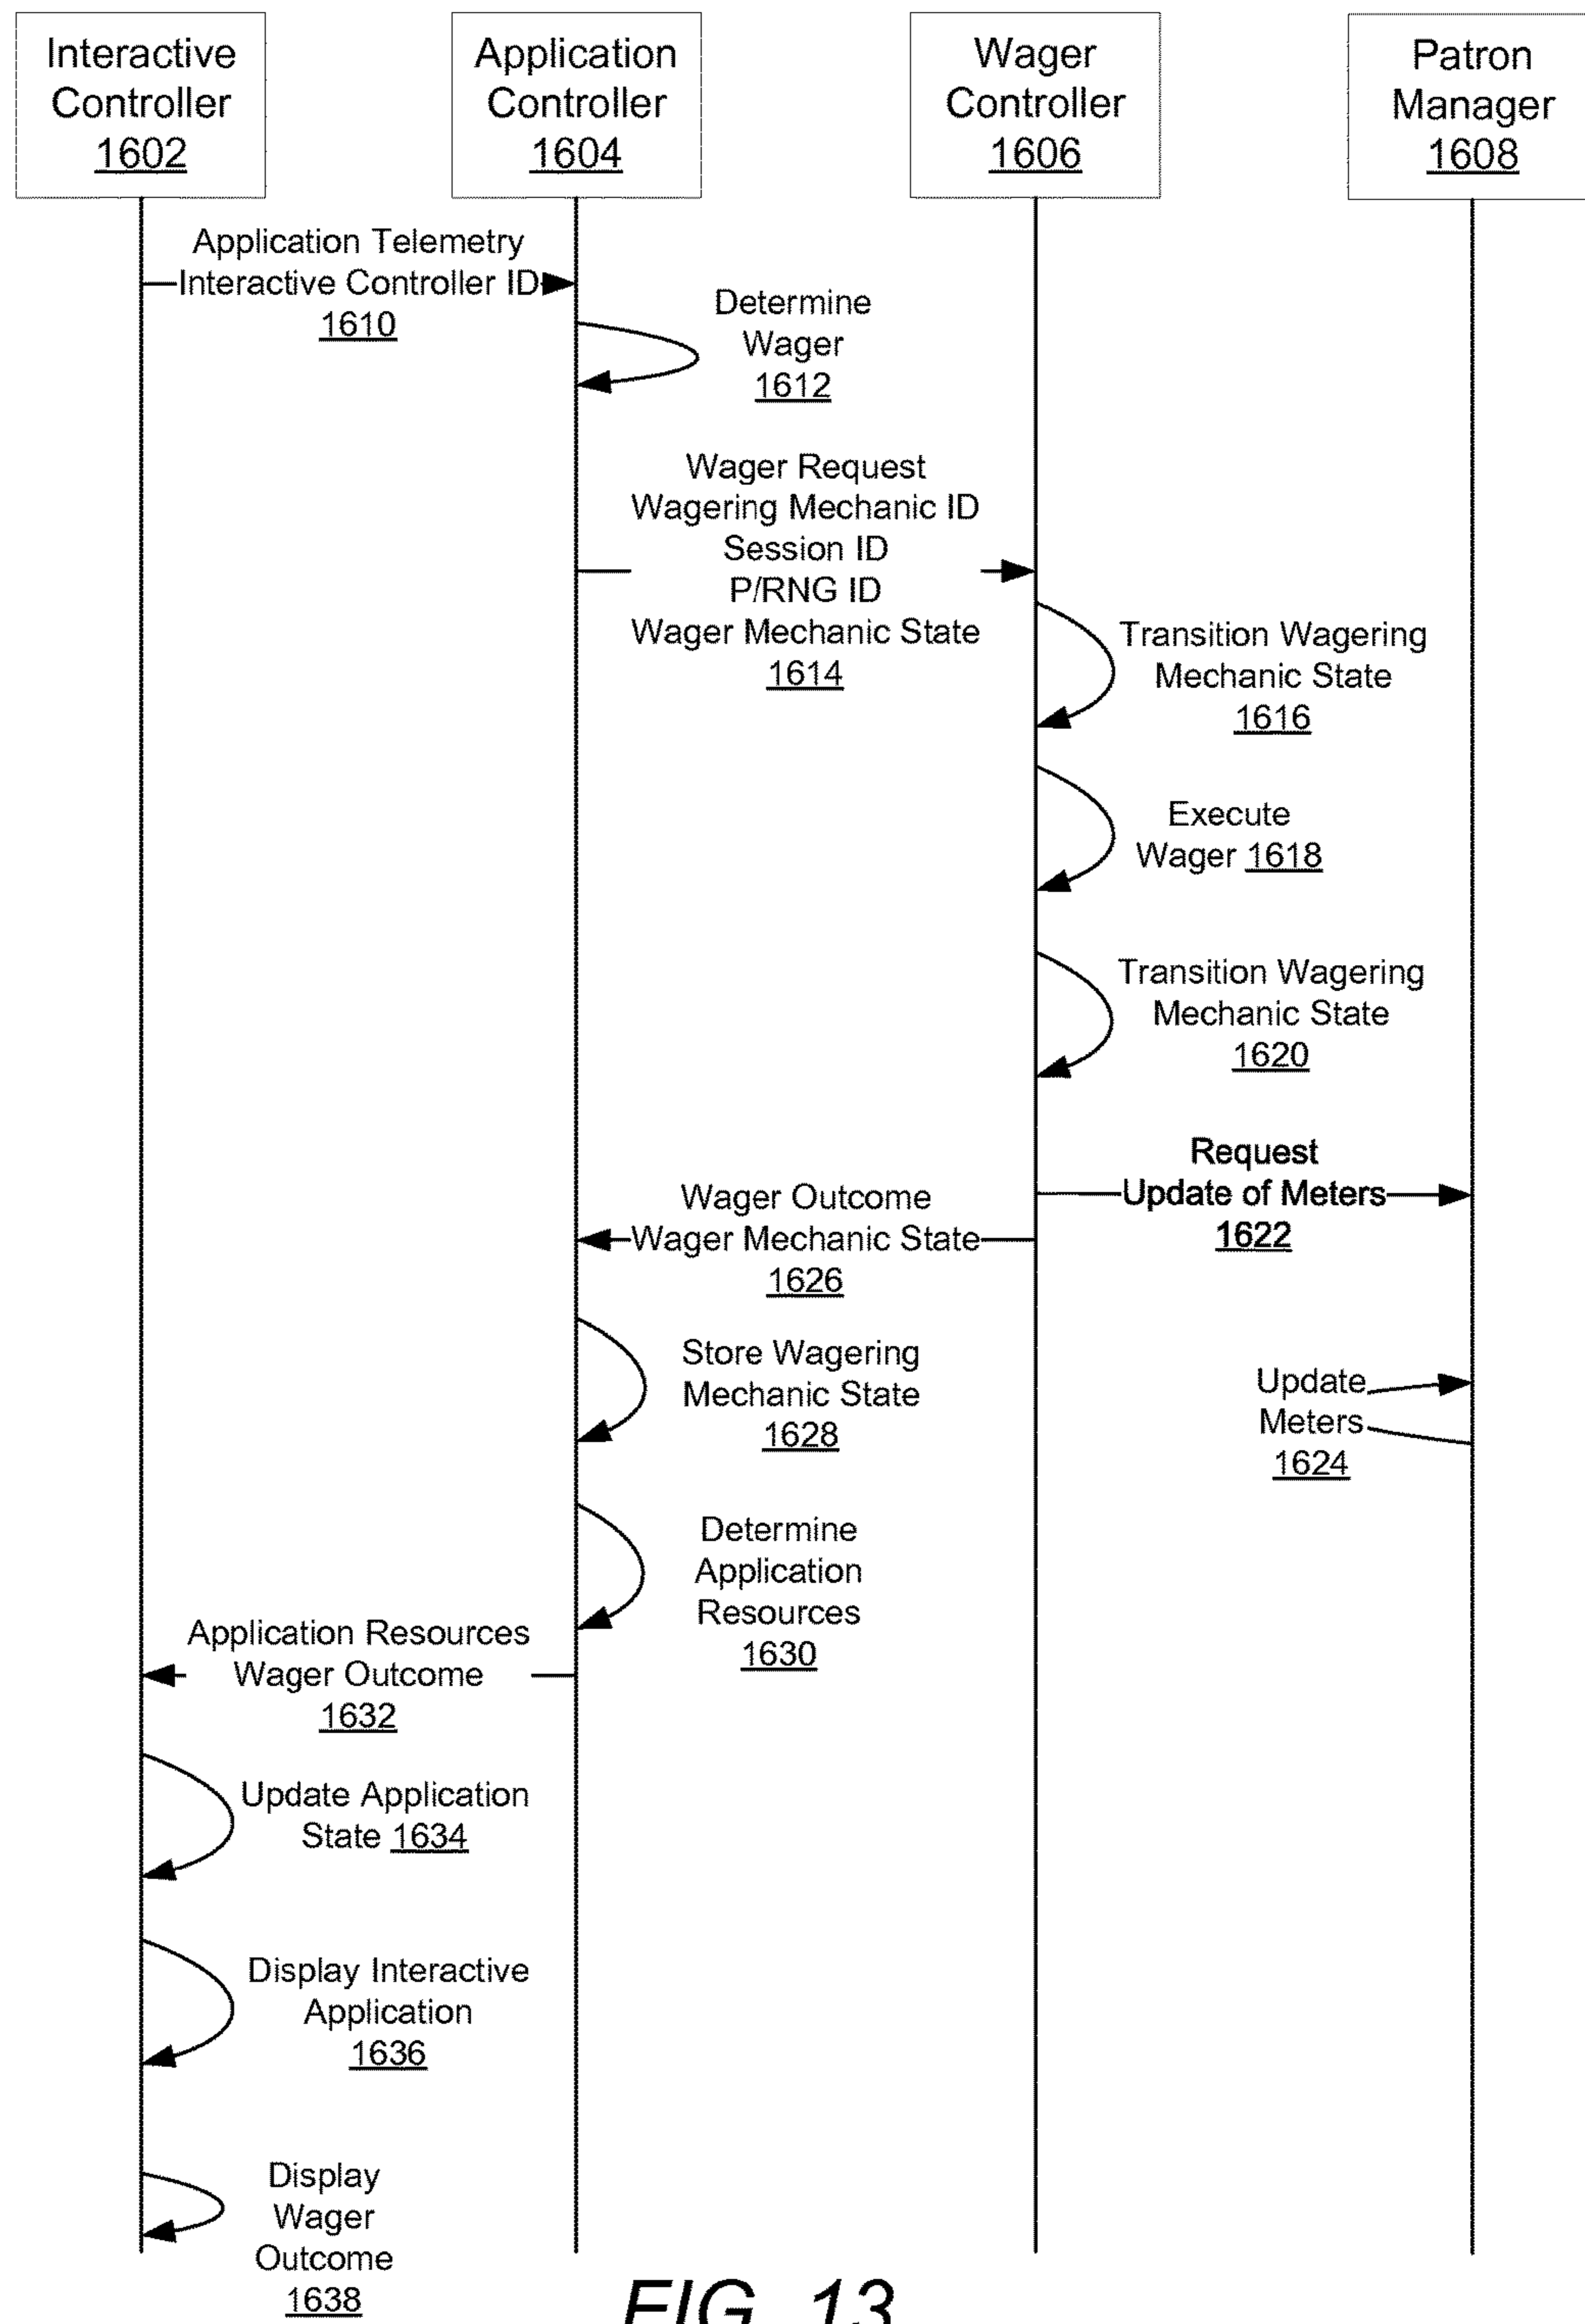 Interactive
Controller
1602
Application
Controller
1604
Wager
Controller
1606
Patron
Manager
1608
Application Telemetry
Interactive Controller ID
1610
Determine
Wager
1612
Wager Request
Wagering Mechanic ID
Session ID
P/RNG ID
Wager Mechanic State
1614
Transition Wagering
Mechanic State
1616
Execute
Wager 1618
Transition Wagering
Mechanic State
1620
Request
Update of Meters
1622
Wager Outcome
Wager Mechanic State
1626
Store Wagering
Mechanic State
1628
Update
Meters
1624
Determine
Application
Resources
1630
Application Resources
Wager Outcome
1632
Update Application
State 1634
Display Interactive
Application
1636
Display
Wager
Outcome
1638
FIG. 13